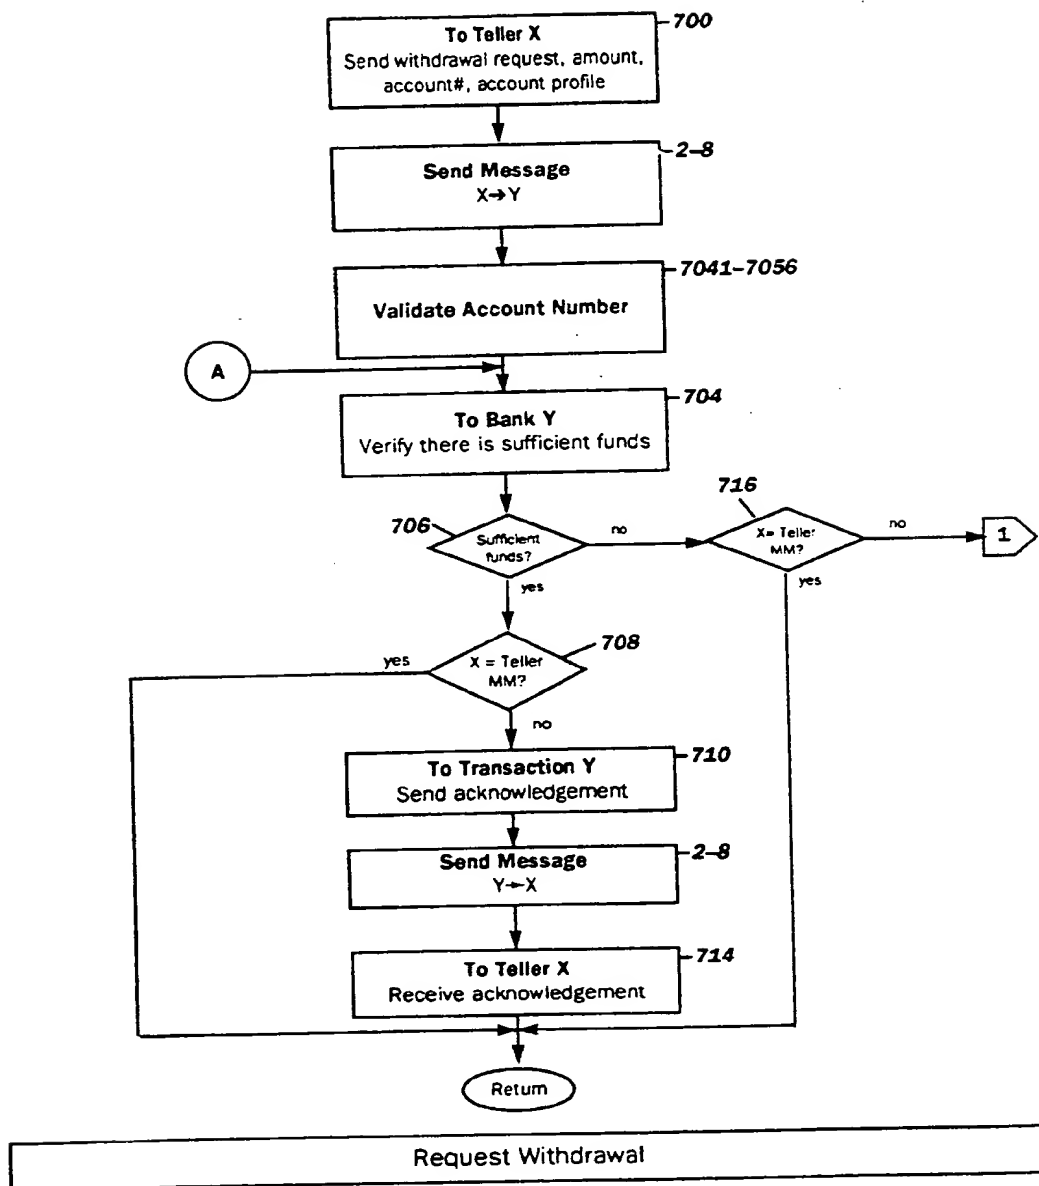 To Teller X
Send withdrawal request, amount,
account#, account profile
700
Send Message
X→Y
2-8
Validate Account Number
7041-7056
A
To Bank Y
Verify there is sufficient funds
704
706
Sufficient
funds?
no
yes
716
X= Teller
MM?
no
yes
1
708
X = Teller
MM?
yes
no
To Transaction Y
Send acknowledgement
710
Send Message
Y→X
2-8
To Teller X
Receive acknowledgement
714
Return
Request Withdrawal